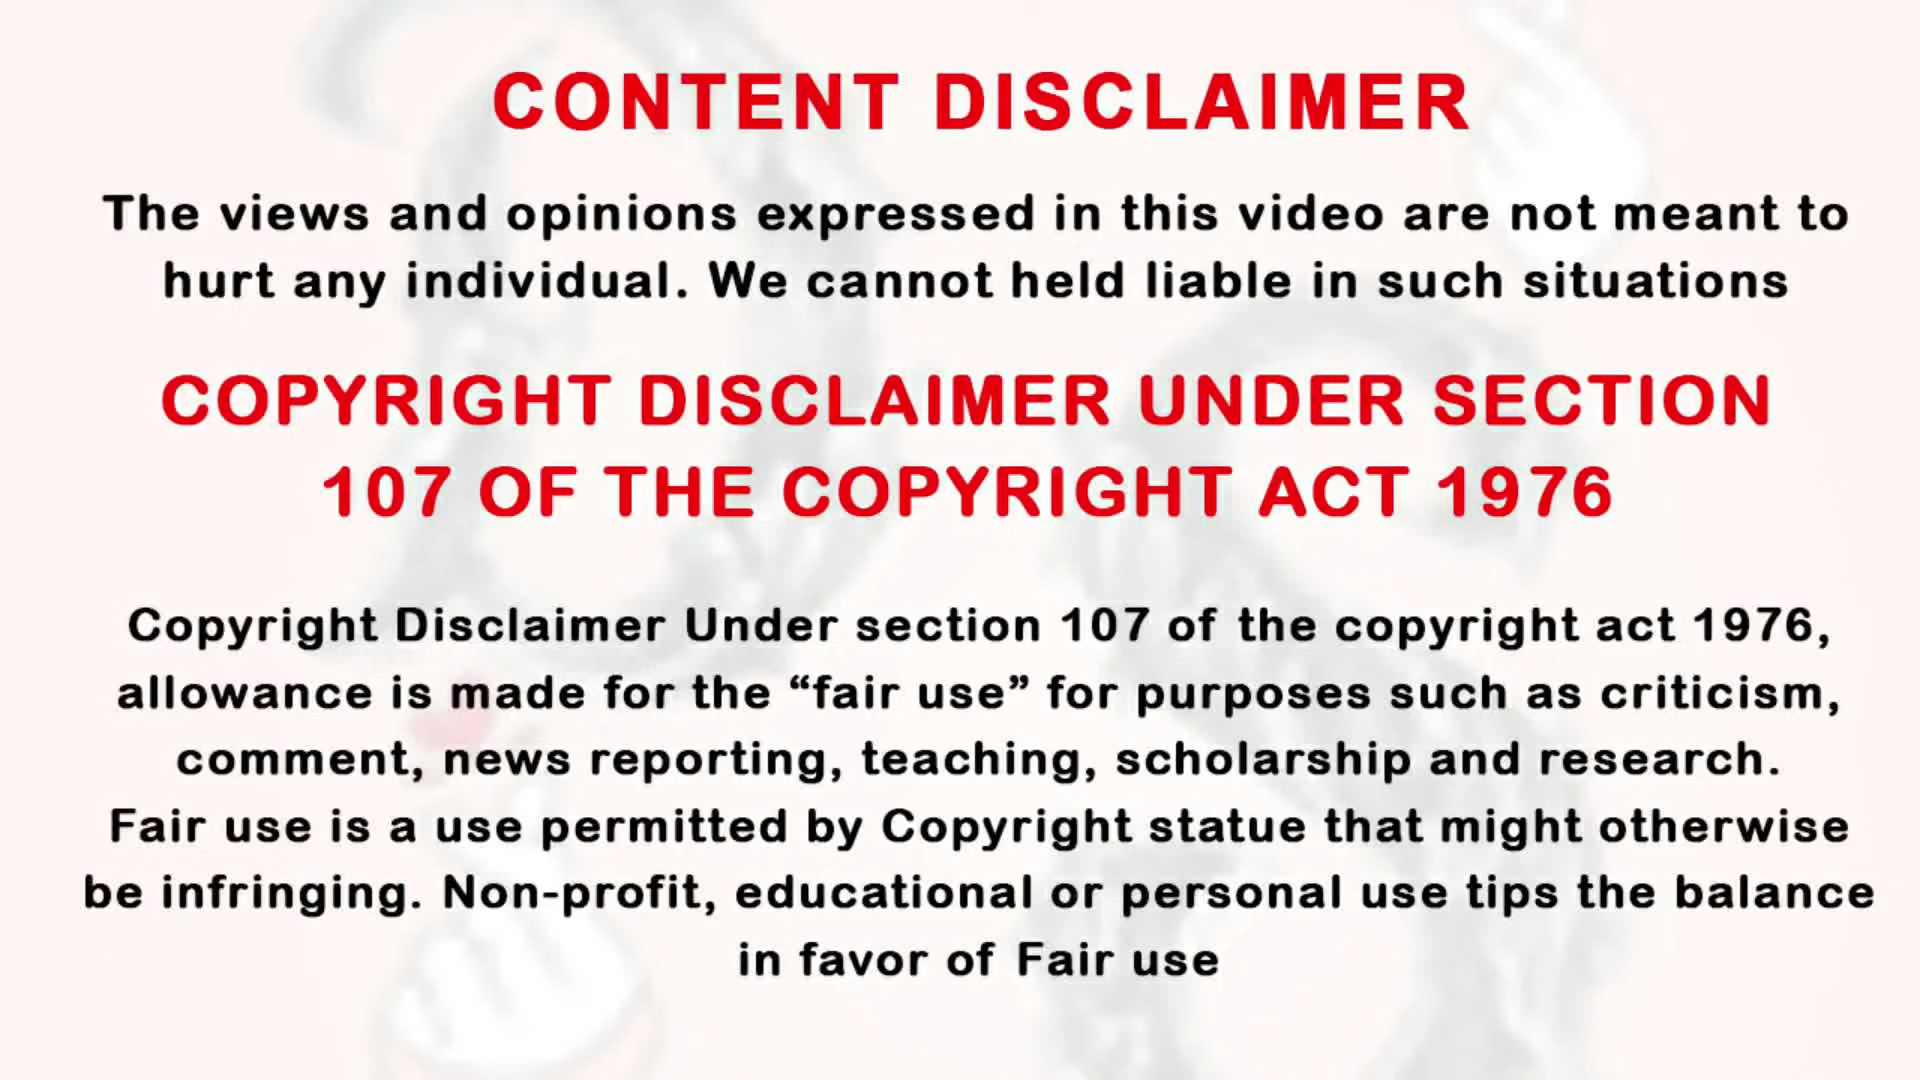 CONTENT DISCLAIMER
The views and opinions expressed in this video are not meant to
hurt any individual. We cannot held liable in such situations
COPYRIGHT DISCLAIMER UNDER SECTION
107 OF THE COPYRIGHT ACT 1976
Copyright Disclaimer Under section 107 of the copyright act 1976,
allowance is made for the “fair use” for purposes such as criticism,
comment, news reporting, teaching, scholarship and research.
Fair use is a use permitted by Copyright statue that might otherwise
be infringing. Non-profit, educational or personal use tips the balance
in favor of Fair use